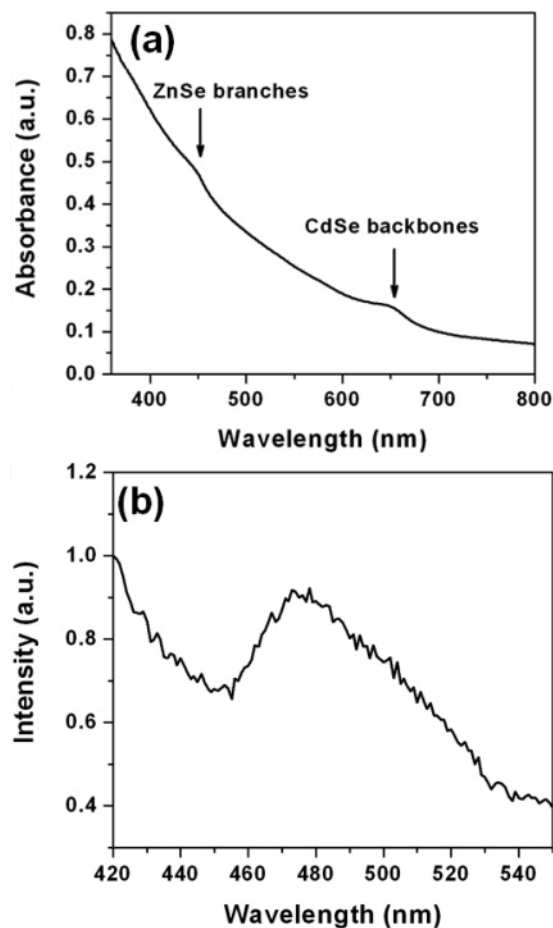 (a)
ZnSe branches
CdSe backbones
Absorbance (a.u.)
0.8
0.7
0.6
0.5
0.4
0.3
0.2
0.1
0.0
400 500 600 700 800
Wavelength (nm)
(b)
Intensity (a.u.)
1.2
1.0
0.8
0.6
0.4
420 440 460 480 500 520 540
Wavelength (nm)